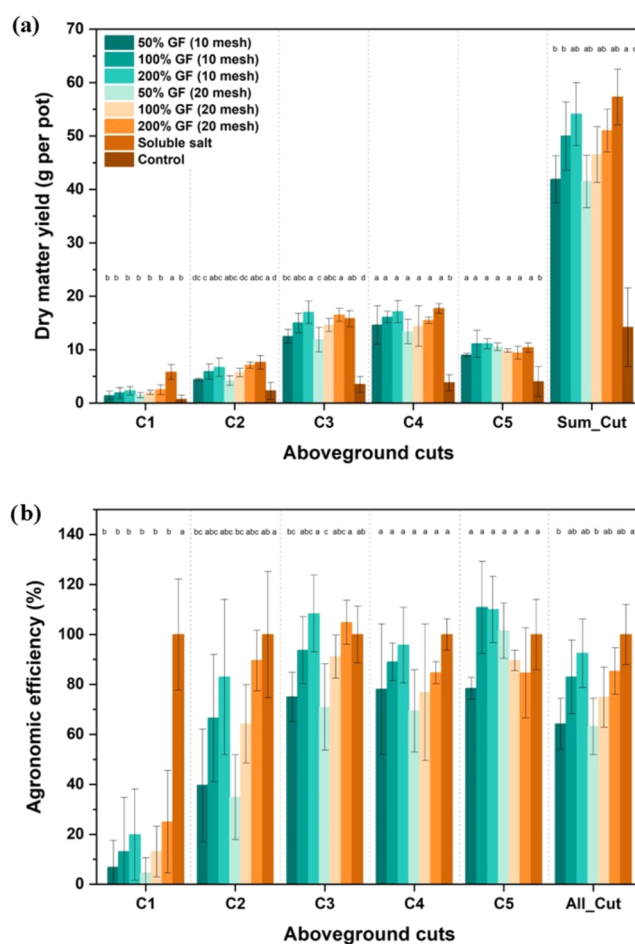 (a)
70
60
50
40
30
20
10
0
Dry matter yield (g per pot)
50% GF (10 mesh)
100% GF (10 mesh)
200% GF (10 mesh)
50% GF (20 mesh)
100% GF (20 mesh)
200% GF (20 mesh)
Soluble salt
Control
b b ab ab ab ab a c
b b b b b b a b
dc c abc abc dc abc a d
bc abc a c abc a ab d
a a a a a a a b
a a a a a a a b
C1 C2 C3 C4 C5 Sum_Cut
Aboveground cuts
(b)
140
120
100
80
60
40
20
0
Agronomic efficiency (%)
b b b b b b a
bc abc abc bc abc ab a
bc abc a c abc a ab
a a a a a a a
a a a a a a a
b ab ab b ab ab a
C1 C2 C3 C4 C5 All_Cut
Aboveground cuts